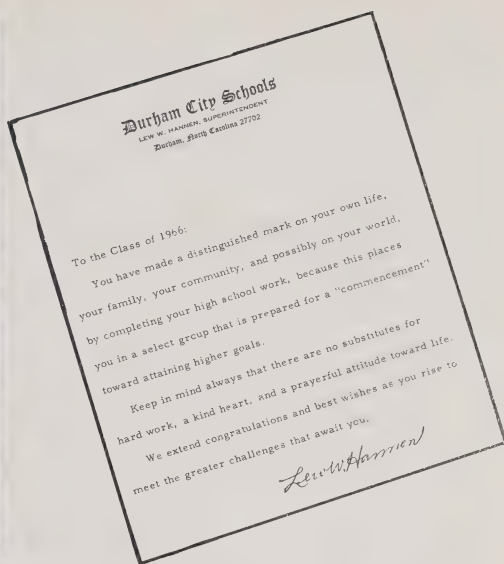 Durham City Schools
LEW W. HANNEN, SUPERINTENDENT
Durham, North Carolina 27702
To the Class of 1966:
You have made a distinguished mark on your own life,
your family, your community, and possibly on your world,
by completing your high school work, because this places
you in a select group that is prepared for a "commencement"
toward attaining higher goals.
Keep in mind always that there are no substitutes for
hard work, a kind heart, and a prayerful attitude toward life.
We extend congratulations and best wishes as you rise to
meet the greater challenges that await you.
Lew W. Hannen